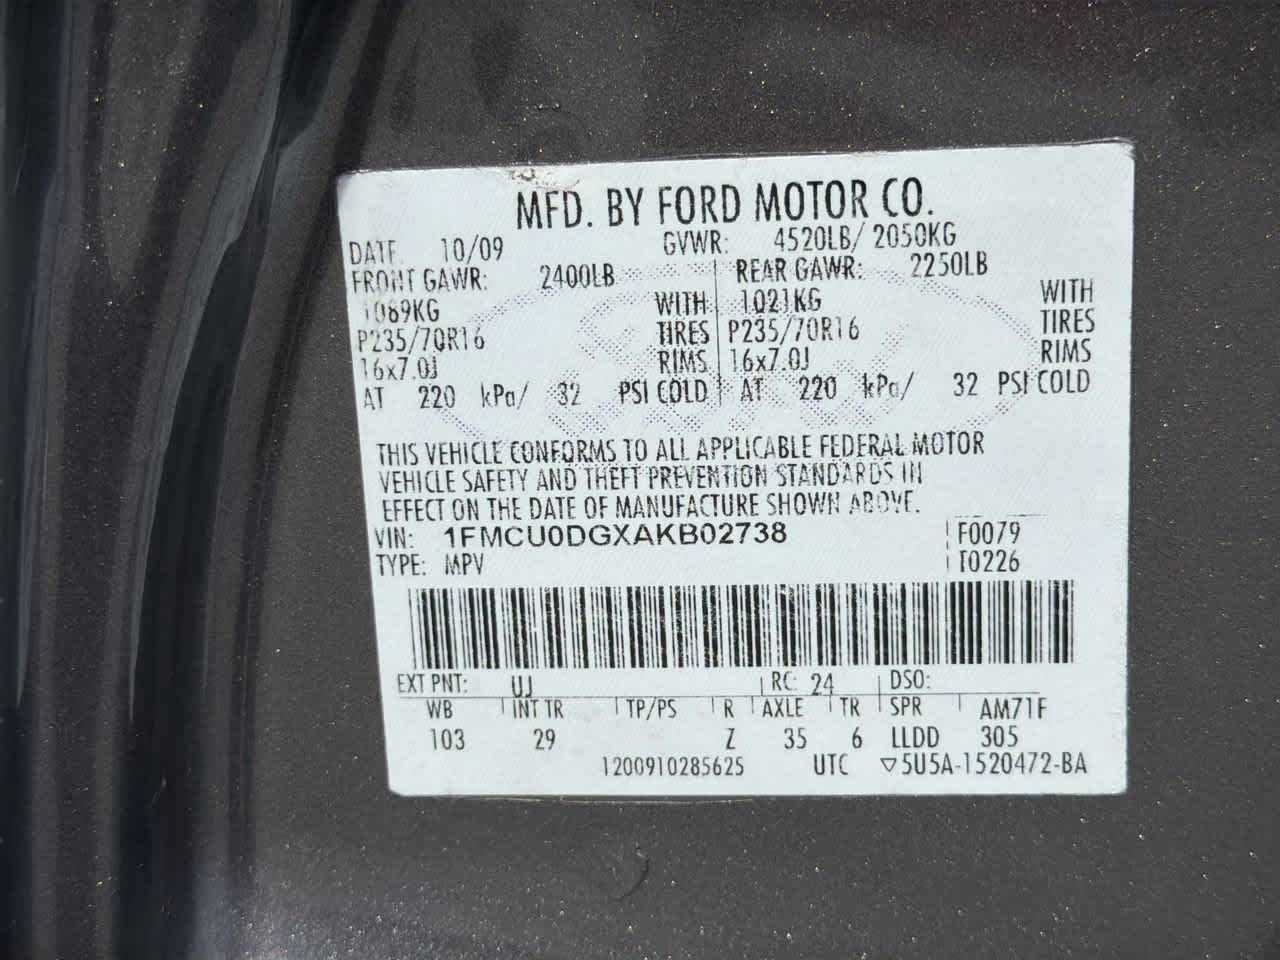 MFD. BY FORD MOTOR CO.
DATE 10/09 GVWR: 4520LB/ 2050KG
FRONT GAWR: 2400LB REAR GAWR: 2250LB
1089KG WITH 1021KG WITH
P235/70R16 TIRES P235/70R16 TIRES
16x7.0J RIMS 16x7.0J RIMS
AT 220 kPa/ 32 PSI COLD AT 220 kPa/ 32 PSI COLD
THIS VEHICLE CONFORMS TO ALL APPLICABLE FEDERAL MOTOR
VEHICLE SAFETY AND THEFT PREVENTION STANDARDS IN
EFFECT ON THE DATE OF MANUFACTURE SHOWN ABOVE.
VIN: 1FMCU0DGXAKB02738 F0079
TYPE: MPV T0226
EXT PNT: UJ RC: 24 DSO:
WB INT TR TP/PS R AXLE TR SPR AM71F
103 29 Z 35 6 LLDD 305
1200910285625 UTC ▽5U5A-1520472-BA